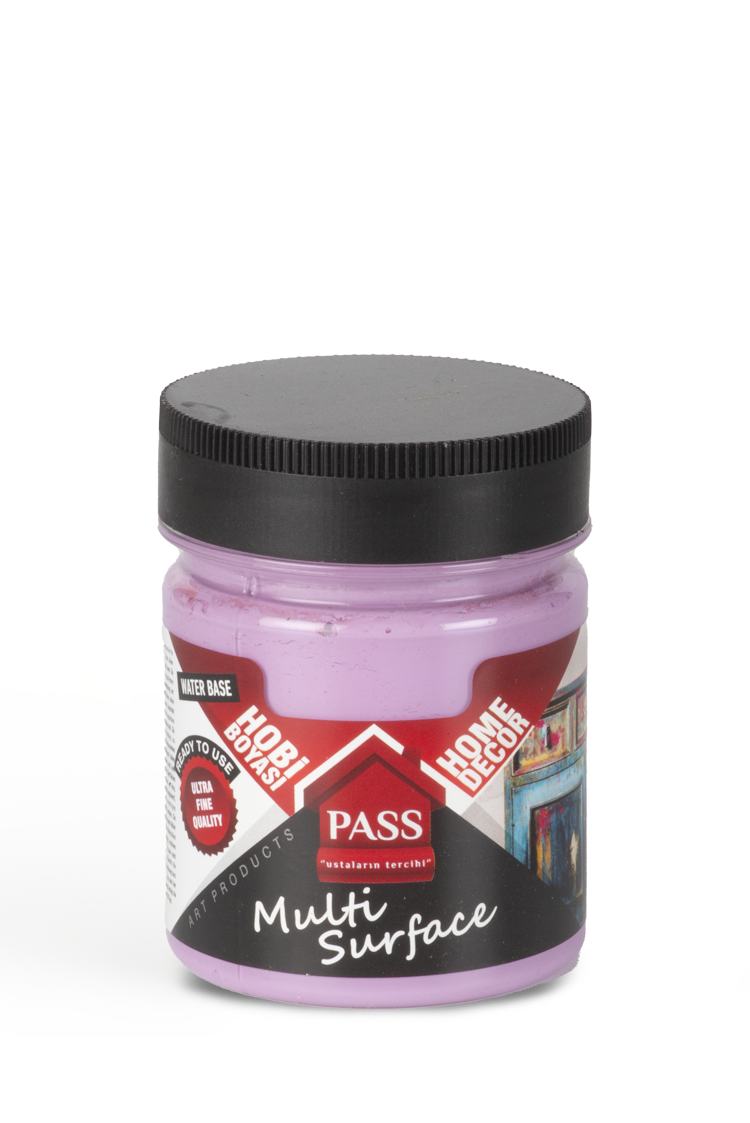 WATER BASE
HOBİ
BOYASI
HOME
DECOR
READY TO USE
ULTRA
FINE
QUALITY
PASS
"ustaların tercihi"
ART PRODUCTS
Multi
Surface